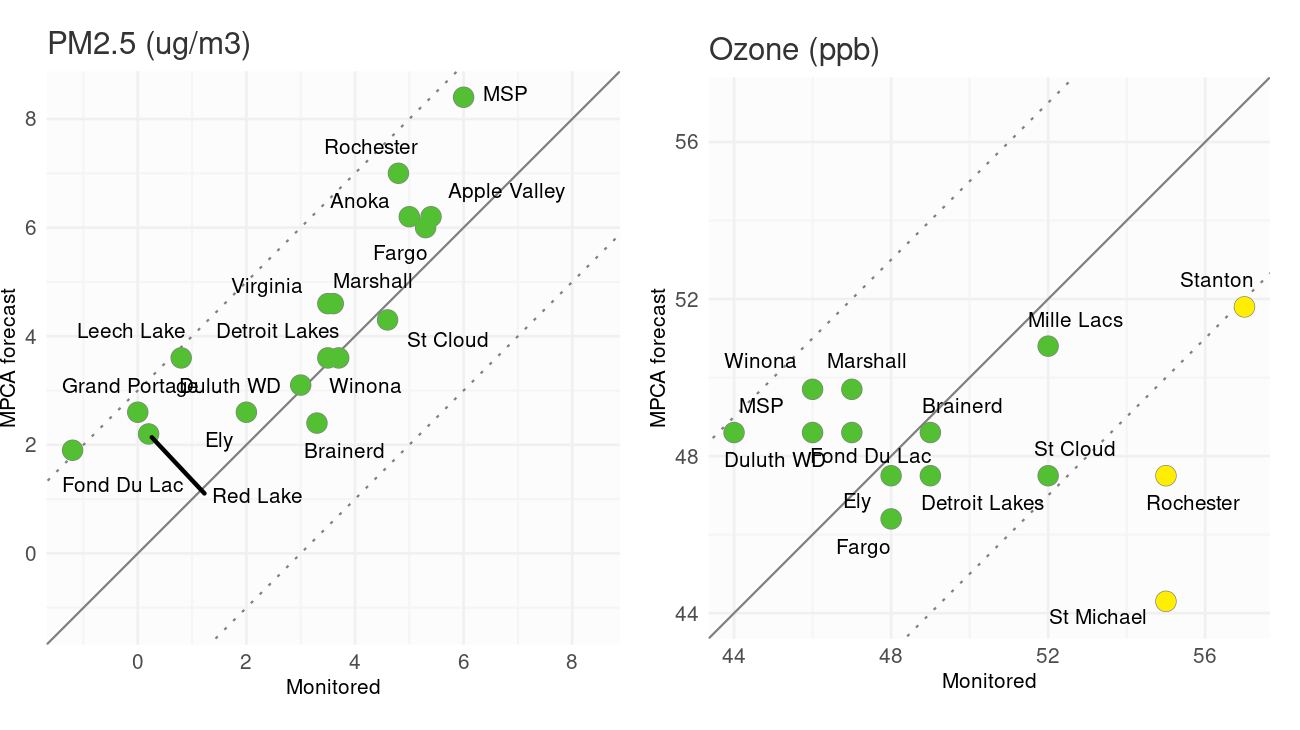 PM2.5 (ug/m3)
MPCA forecast
8
6
4
2
0
MSP
Rochester
Apple Valley
Anoka
Fargo
Virginia
Marshall
Leech Lake
Detroit Lakes
St Cloud
Grand Portage
Duluth WD
Winona
Ely
Brainerd
Fond Du Lac
Red Lake
0
2
4
6
8
Monitored
Ozone (ppb)
MPCA forecast
56
52
48
44
Stanton
Mille Lacs
Winona
Marshall
MSP
Brainerd
St Cloud
Duluth WD
Fond Du Lac
Ely
Detroit Lakes
Rochester
Fargo
St Michael
44
48
52
56
Monitored